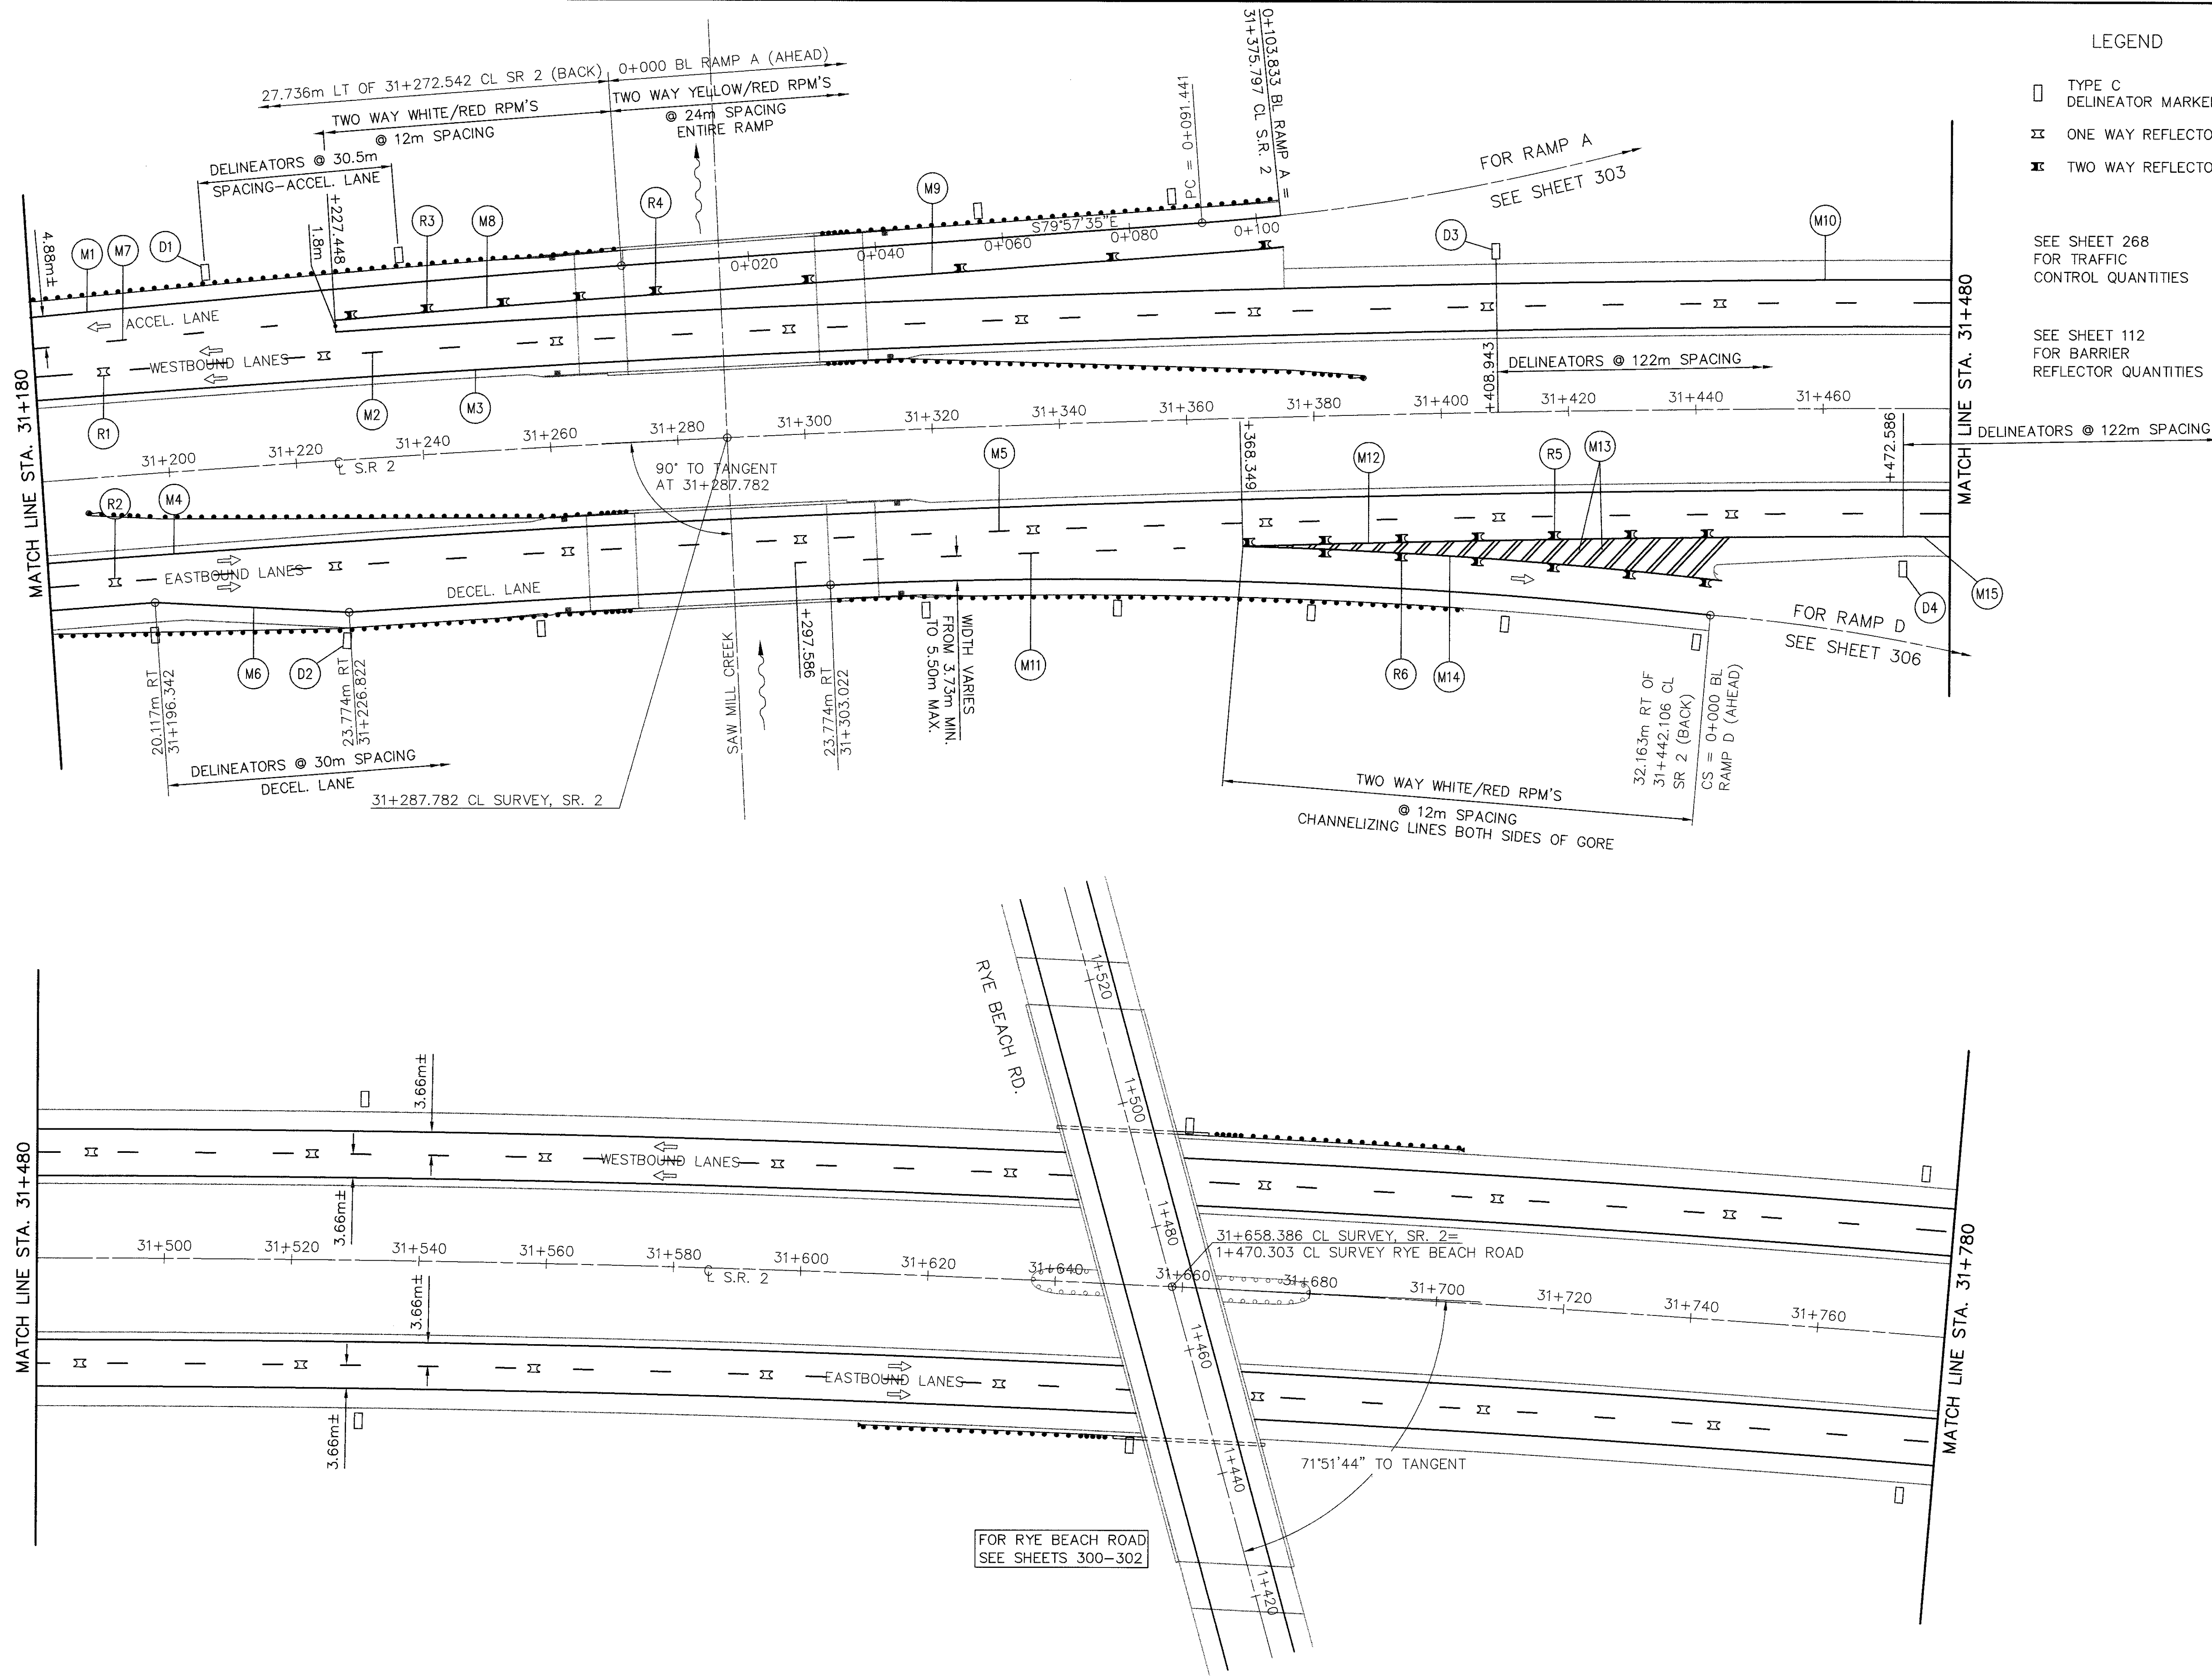 27.736m LT OF 31+272.542 CL SR 2 (BACK)
0+000 BL RAMP A (AHEAD)
TWO WAY WHITE/RED RPM'S
@ 12m SPACING
TWO WAY YELLOW/RED RPM'S
@ 24m SPACING
ENTIRE RAMP
DELINEATORS @ 30.5m
SPACING-ACCEL. LANE
+227.448
1.8m
4.88m±
M1
M7
D1
R3
M8
R4
M9
PC = 0+091.441
0+103.833 BL RAMP A =
31+375.797 CL S.R. 2
FOR RAMP A
SEE SHEET 303
S79°57'35"E
0+020
0+040
0+060
0+080
0+100
D3
M10
ACCEL. LANE
WESTBOUND LANES
R1
M2
M3
+408.943
DELINEATORS @ 122m SPACING
MATCH LINE STA. 31+180
MATCH LINE STA. 31+480
31+200
31+220
31+240
31+260
31+280
31+300
31+320
31+340
31+360
31+380
31+400
31+420
31+440
31+460
℄ S.R 2
90° TO TANGENT
AT 31+287.782
+368.349
+472.586
DELINEATORS @ 122m SPACING
R2
M4
M5
M12
R5
M13
EASTBOUND LANES
DECEL. LANE
M6
D2
20.117m RT
31+196.342
23.774m RT
31+226.822
DELINEATORS @ 30m SPACING
DECEL. LANE
31+287.782 CL SURVEY, SR. 2
SAW MILL CREEK
+297.586
23.774m RT
31+303.022
WIDTH VARIES
FROM 3.73m MIN.
TO 5.50m MAX.
M11
R6
M14
D4
M15
FOR RAMP D
SEE SHEET 306
32.163m RT OF
31+442.106 CL
SR 2 (BACK)
CS = 0+000 BL
RAMP D (AHEAD)
TWO WAY WHITE/RED RPM'S
@ 12m SPACING
CHANNELIZING LINES BOTH SIDES OF GORE
LEGEND
TYPE C
DELINEATOR MARKE
ONE WAY REFLECTO
TWO WAY REFLECTO
SEE SHEET 268
FOR TRAFFIC
CONTROL QUANTITIES
SEE SHEET 112
FOR BARRIER
REFLECTOR QUANTITIES
MATCH LINE STA. 31+480
MATCH LINE STA. 31+780
RYE BEACH RD.
1+520
1+500
1+480
1+460
1+440
1+420
3.66m±
3.66m±
3.66m±
3.66m±
WESTBOUND LANES
31+500
31+520
31+540
31+560
31+580
31+600
31+620
31+640
31+660
31+680
31+700
31+720
31+740
31+760
℄ S.R. 2
31+658.386 CL SURVEY, SR. 2=
1+470.303 CL SURVEY RYE BEACH ROAD
EASTBOUND LANES
71°51'44" TO TANGENT
FOR RYE BEACH ROAD
SEE SHEETS 300-302